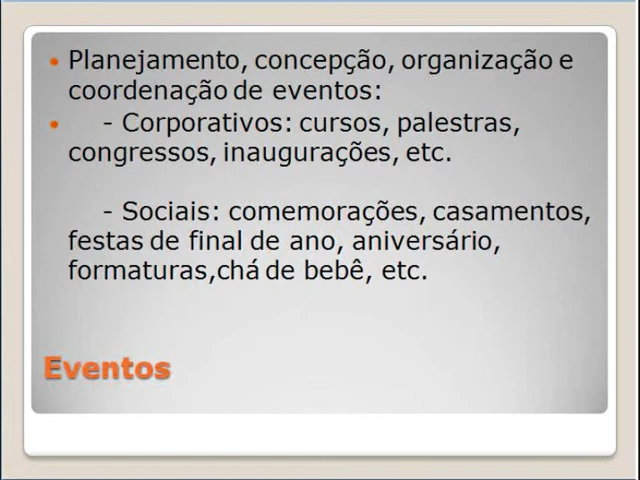 • Planejamento, concepção, organização e
coordenação de eventos:
• - Corporativos: cursos, palestras,
congressos, inaugurações, etc.
- Sociais: comemorações, casamentos,
festas de final de ano, aniversário,
formaturas,chá de bebê, etc.
Eventos